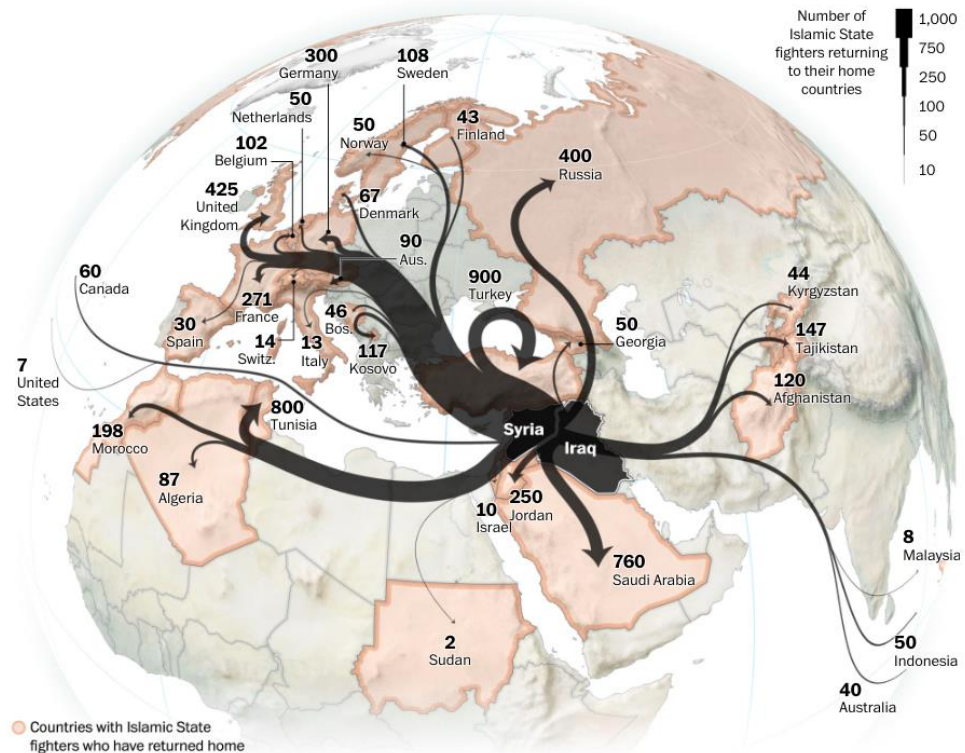 Number of
Islamic State
fighters returning
to their home
countries
1,000
750
250
100
50
10
300
Germany
108
Sweden
50
Netherlands
50
Norway
43
Finland
102
Belgium
400
Russia
425
United
Kingdom
67
Denmark
90
Aus.
60
Canada
900
Turkey
271
France
46
Bos.
44
Kyrgyzstan
30
Spain
14
Switz.
13
Italy
117
Kosovo
50
Georgia
147
Tajikistan
7
United
States
120
Afghanistan
800
Tunisia
198
Morocco
Syria
Iraq
87
Algeria
10
Israel
250
Jordan
760
Saudi Arabia
8
Malaysia
2
Sudan
50
Indonesia
40
Australia
Countries with Islamic State
fighters who have returned home